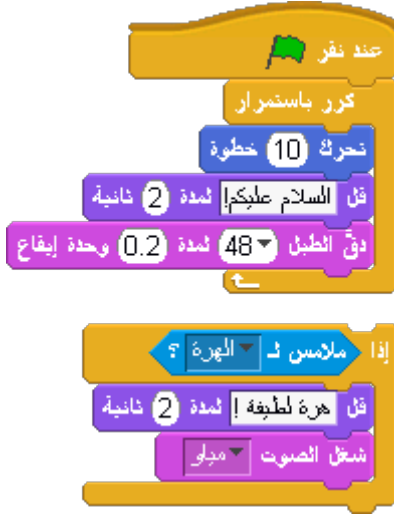 عند نقر
كرر باستمرار
تحرك 10 خطوة
قل السلام عليكم! لمدة 2 ثانية
دقّ الطبل 48 لمدة 0.2 وحدة إيقاع
إذا ملامس لـ الهرة ؟
قل هرة لطيفة ! لمدة 2 ثانية
شغل الصوت مياو